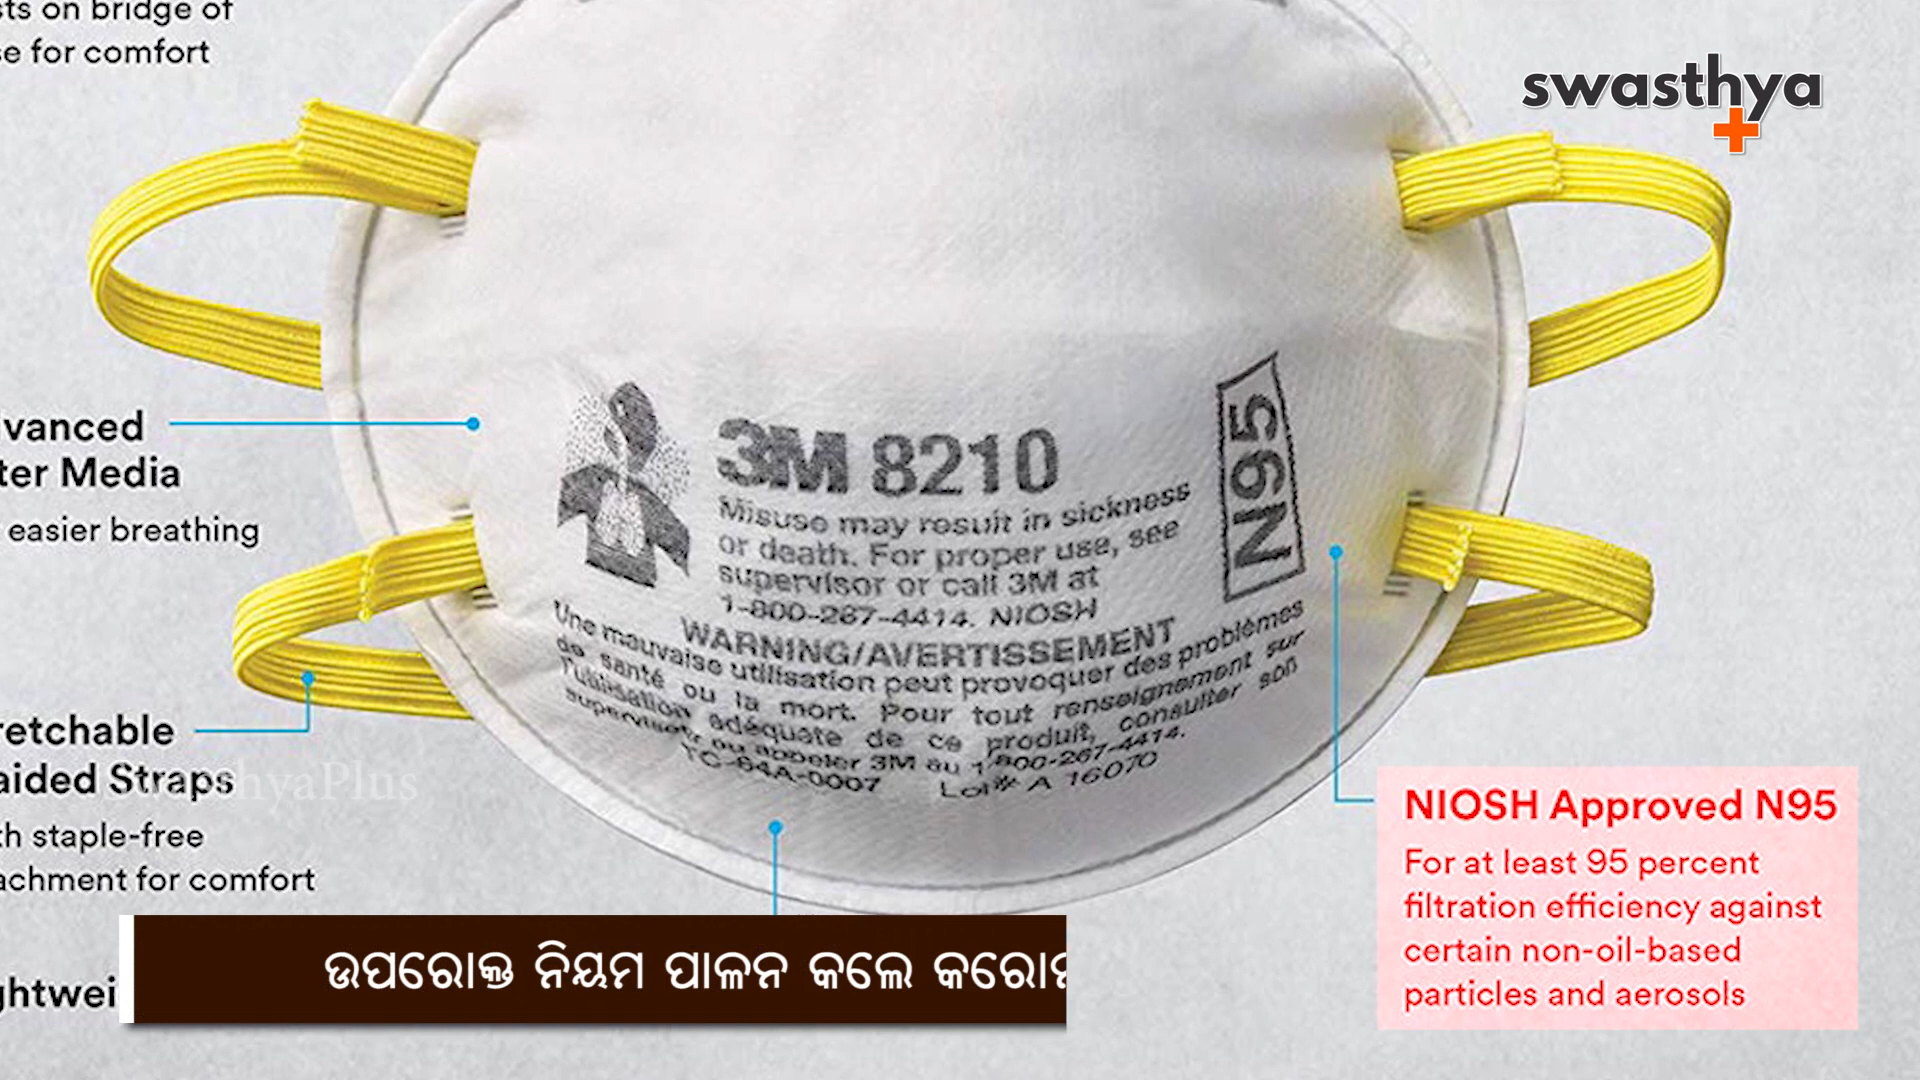 sts on bridge of
se for comfort
swasthya
vanced
ter Media
easier breathing
3M 8210
N95
Misuse may result in sickness
or death. For proper use, see
supervisor or call 3M at
1-800-267-4414. NIOSH
WARNING/AVERTISSEMENT
Une mauvaise utilisation peut provoquer des problèmes
de santé ou la mort. Pour tout renseignement sur
l'utilisation adéquate de ce produit, consulter son
superviseur ou appeler 3M au 1-800-267-4414.
TC-84A-0007 Lot# A 16070
retchable
aided Straps
SwasthyaPlus
th staple-free
achment for comfort
ghtwei
NIOSH Approved N95
For at least 95 percent
filtration efficiency against
certain non-oil-based
particles and aerosols
ଉପରୋକ୍ତ ନିୟମ ପାଳନ କଲେ